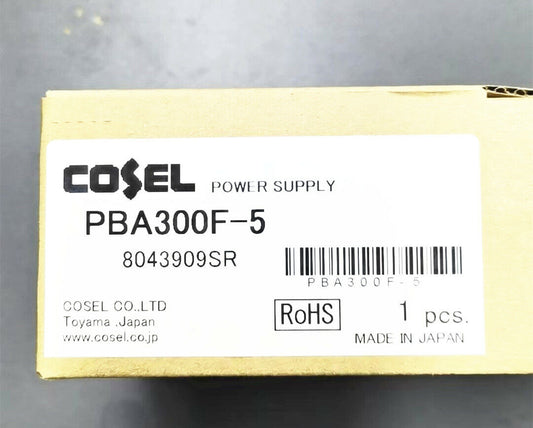 COSEL POWER SUPPLY
PBA300F-5
8043909SR
PBA300F-5
COSEL CO.,LTD
Toyama ,Japan
www.cosel.co.jp
RoHS
1 pcs.
MADE IN JAPAN